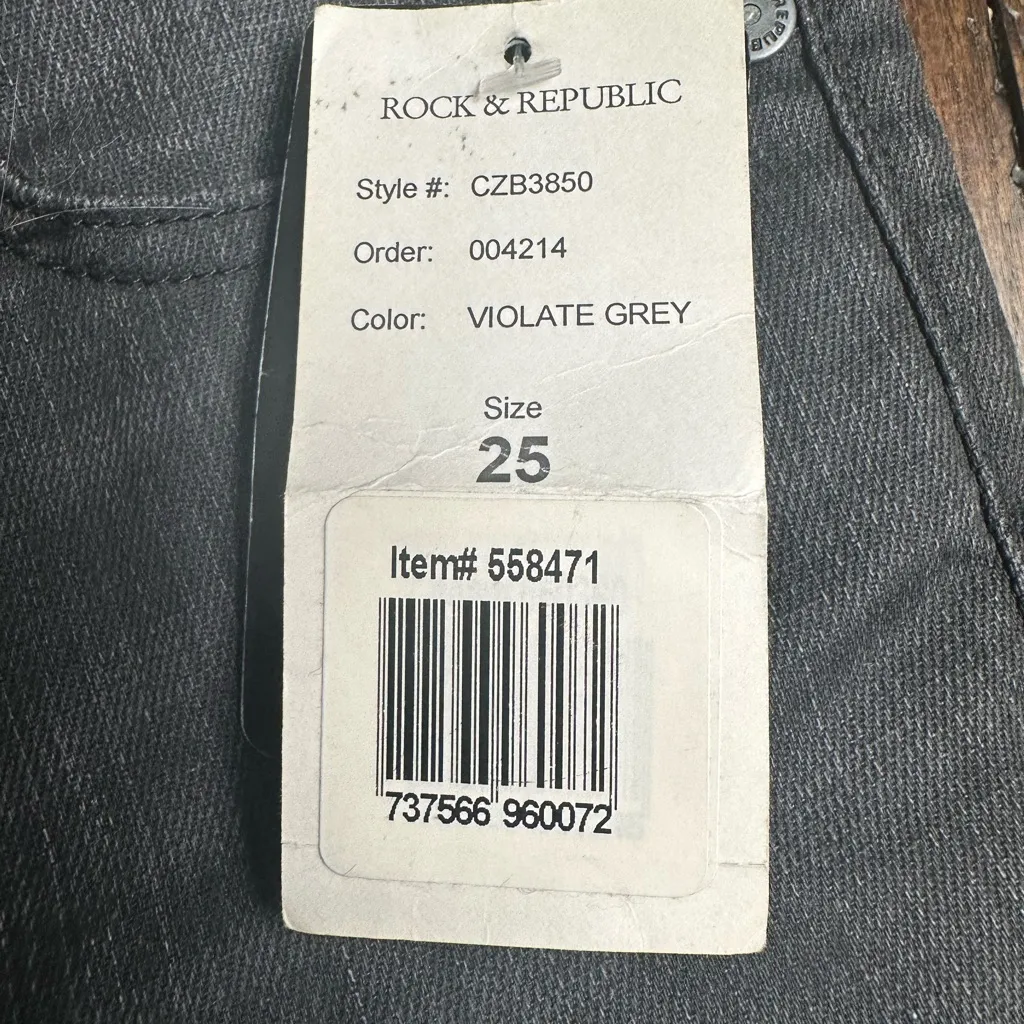 ROCK & REPUBLIC
Style #: CZB3850
Order: 004214
Color: VIOLATE GREY
Size
25
Item# 558471
737566 960072